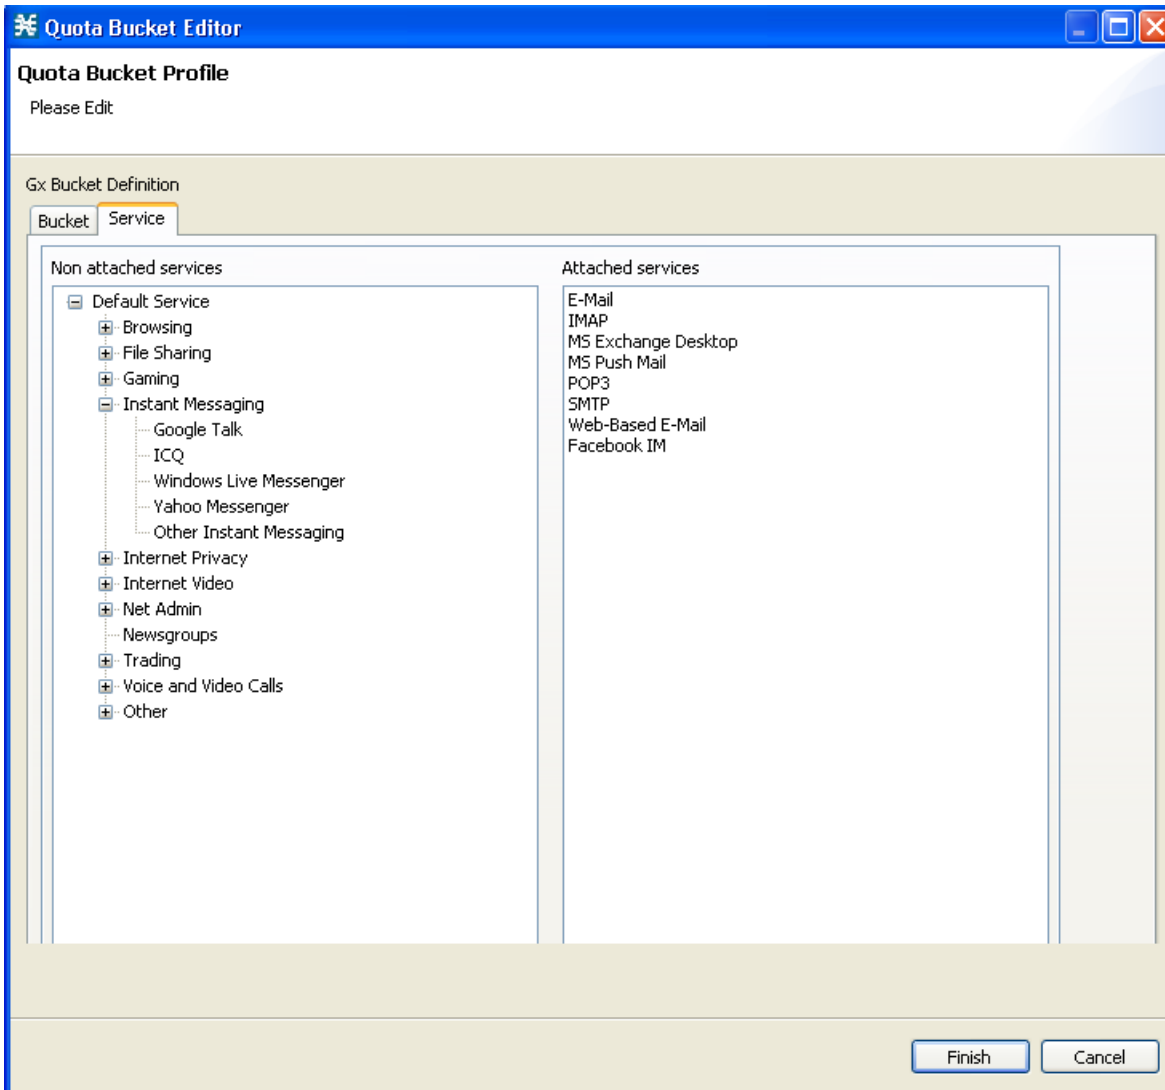 Quota Bucket Editor
Quota Bucket Profile
Please Edit
Gx Bucket Definition
Bucket
Service
Non attached services
Default Service
Browsing
File Sharing
Gaming
Instant Messaging
Google Talk
ICQ
Windows Live Messenger
Yahoo Messenger
Other Instant Messaging
Internet Privacy
Internet Video
Net Admin
Newsgroups
Trading
Voice and Video Calls
Other
Attached services
E-Mail
IMAP
MS Exchange Desktop
MS Push Mail
POP3
SMTP
Web-Based E-Mail
Facebook IM
Finish
Cancel